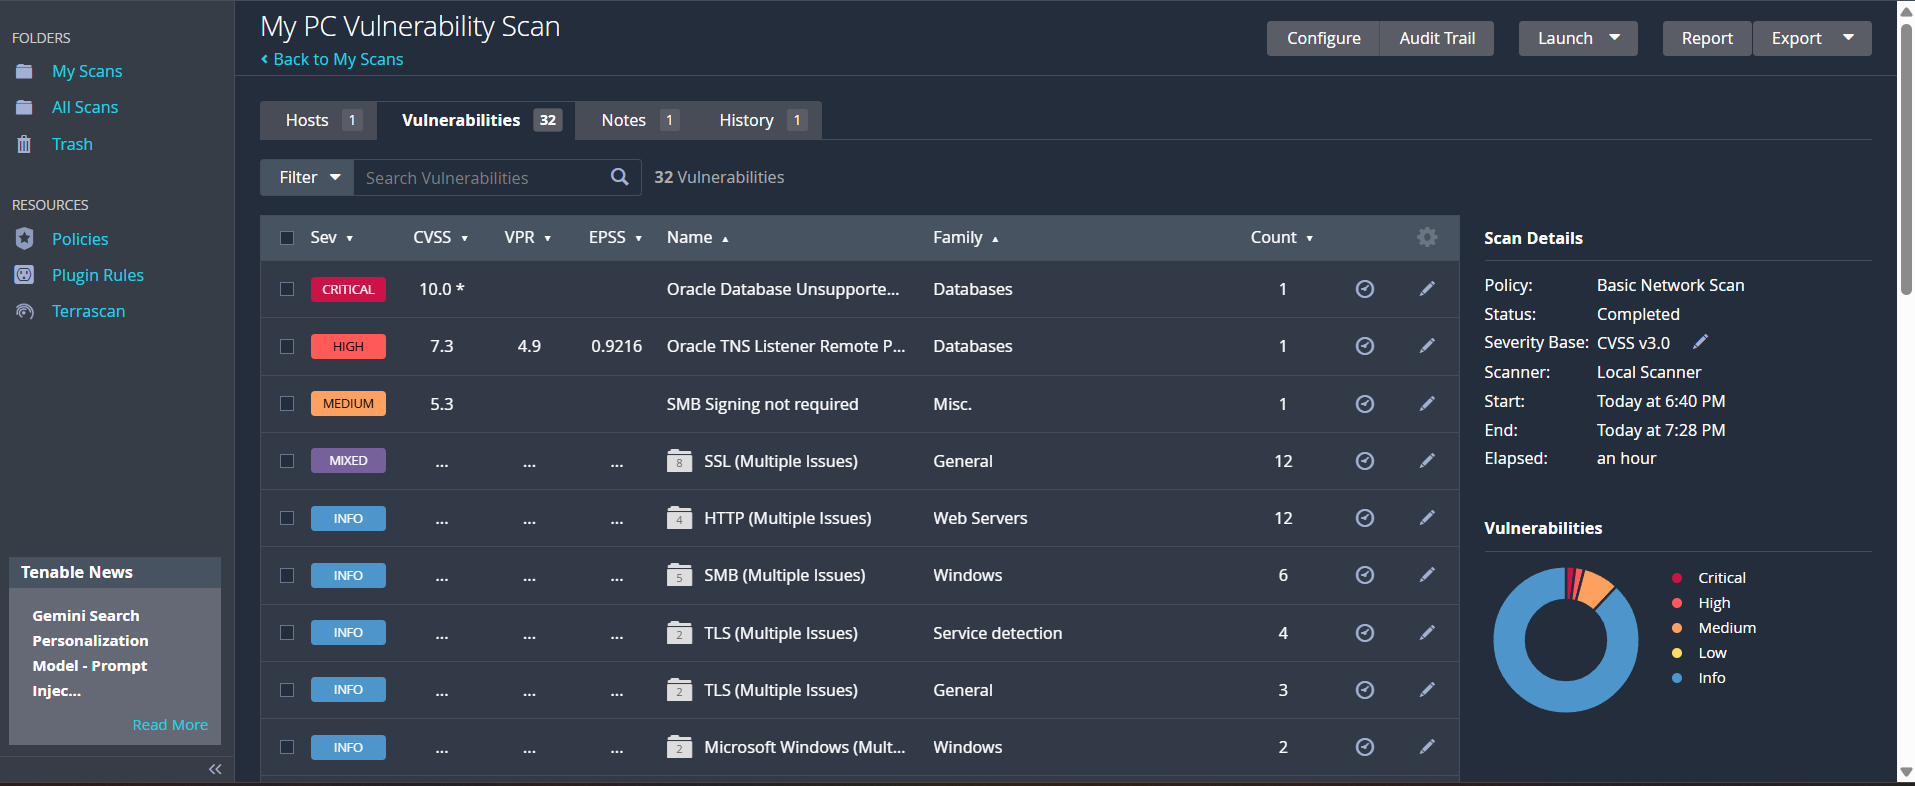 FOLDERS
My Scans
All Scans
Trash
RESOURCES
Policies
Plugin Rules
Terrascan
Tenable News
Gemini Search
Personalization
Model - Prompt
Injec...
Read More
My PC Vulnerability Scan
Back to My Scans
Configure Audit Trail Launch Report Export
Hosts 1 Vulnerabilities 32 Notes 1 History 1
Filter Search Vulnerabilities 32 Vulnerabilities
Sev CVSS VPR EPSS Name Family Count
CRITICAL 10.0 * Oracle Database Unsupporte... Databases 1
HIGH 7.3 4.9 0.9216 Oracle TNS Listener Remote P... Databases 1
MEDIUM 5.3 SMB Signing not required Misc. 1
MIXED ... ... ... 8 SSL (Multiple Issues) General 12
INFO ... ... ... 4 HTTP (Multiple Issues) Web Servers 12
INFO ... ... ... 5 SMB (Multiple Issues) Windows 6
INFO ... ... ... 2 TLS (Multiple Issues) Service detection 4
INFO ... ... ... 2 TLS (Multiple Issues) General 3
INFO ... ... ... 2 Microsoft Windows (Mult... Windows 2
Scan Details
Policy: Basic Network Scan
Status: Completed
Severity Base: CVSS v3.0
Scanner: Local Scanner
Start: Today at 6:40 PM
End: Today at 7:28 PM
Elapsed: an hour
Vulnerabilities
Critical
High
Medium
Low
Info